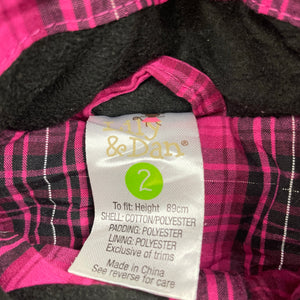 & Dan®
2
To fit: Height 89cm
SHELL: COTTON/POLYESTER
PADDING: POLYESTER
LINING: POLYESTER
Exclusive of trims
Made in China
See reverse for care